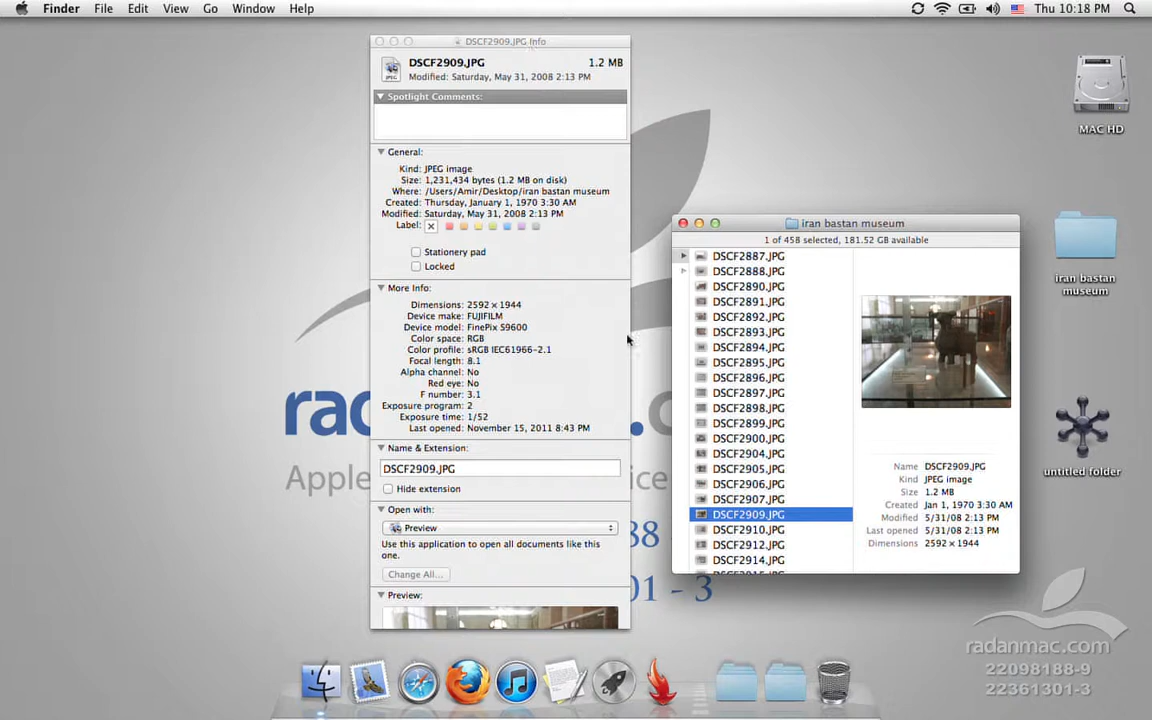 Finder File Edit View Go Window Help
Thu 10:18 PM
DSCF2909.JPG Info
DSCF2909.JPG 1.2 MB
Modified: Saturday, May 31, 2008 2:13 PM
Spotlight Comments:
General:
Kind: JPEG image
Size: 1,231,434 bytes (1.2 MB on disk)
Where: /Users/Amir/Desktop/iran bastan museum
Created: Thursday, January 1, 1970 3:30 AM
Modified: Saturday, May 31, 2008 2:13 PM
Label:
Stationery pad
Locked
More Info:
Dimensions: 2592 × 1944
Device make: FUJIFILM
Device model: FinePix S9600
Color space: RGB
Color profile: sRGB IEC61966-2.1
Focal length: 8.1
Alpha channel: No
Red eye: No
F number: 3.1
Exposure program: 2
Exposure time: 1/52
Last opened: November 15, 2011 8:43 PM
Name & Extension:
DSCF2909.JPG
Hide extension
Open with:
Preview
Use this application to open all documents like this
one.
Change All...
Preview:
iran bastan museum
1 of 458 selected, 181.52 GB available
DSCF2887.JPG
DSCF2888.JPG
DSCF2890.JPG
DSCF2891.JPG
DSCF2892.JPG
DSCF2893.JPG
DSCF2894.JPG
DSCF2895.JPG
DSCF2896.JPG
DSCF2897.JPG
DSCF2898.JPG
DSCF2899.JPG
DSCF2900.JPG
DSCF2904.JPG
DSCF2905.JPG
DSCF2906.JPG
DSCF2907.JPG
DSCF2909.JPG
DSCF2910.JPG
DSCF2912.JPG
DSCF2914.JPG
Name DSCF2909.JPG
Kind JPEG image
Size 1.2 MB
Created Jan 1, 1970 3:30 AM
Modified 5/31/08 2:13 PM
Last opened 5/31/08 2:13 PM
Dimensions 2592 × 1944
MAC HD
iran bastan
museum
untitled folder
rad
.c
Apple
ice
88
01 - 3
radanmac.com
22098188-9
22361301-3